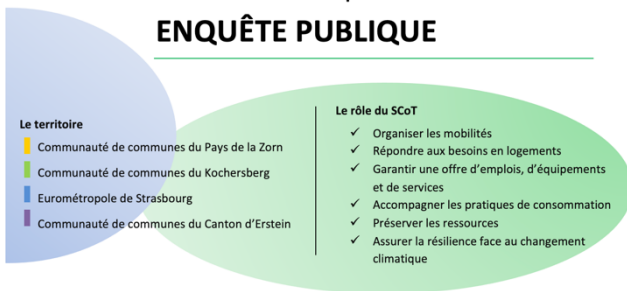 ENQUÊTE PUBLIQUE
Le territoire
Communauté de communes du Pays de la Zorn
Communauté de communes du Kochersberg
Eurométropole de Strasbourg
Communauté de communes du Canton d'Erstein
Le rôle du SCoT
✓ Organiser les mobilités
✓ Répondre aux besoins en logements
✓ Garantir une offre d'emplois, d'équipements
et de services
✓ Accompagner les pratiques de consommation
✓ Préserver les ressources
✓ Assurer la résilience face au changement
climatique